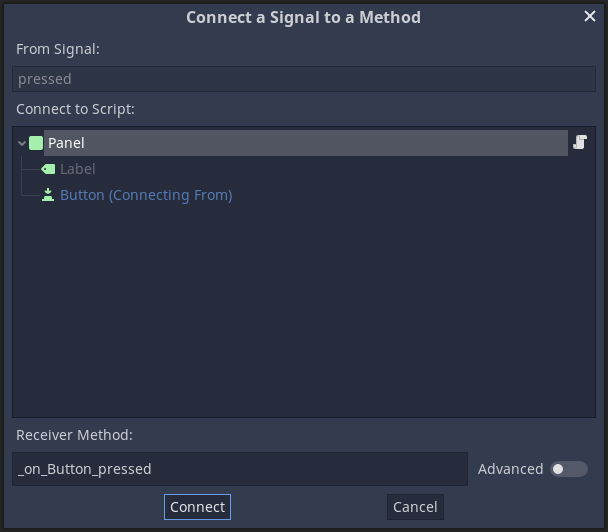 Connect a Signal to a Method
From Signal:
pressed
Connect to Script:
Panel
Label
Button (Connecting From)
Receiver Method:
_on_Button_pressed
Advanced
Connect
Cancel